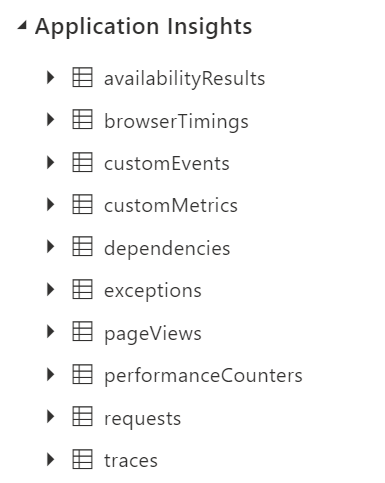 Application Insights
availabilityResults
browserTimings
customEvents
customMetrics
dependencies
exceptions
pageViews
performanceCounters
requests
traces